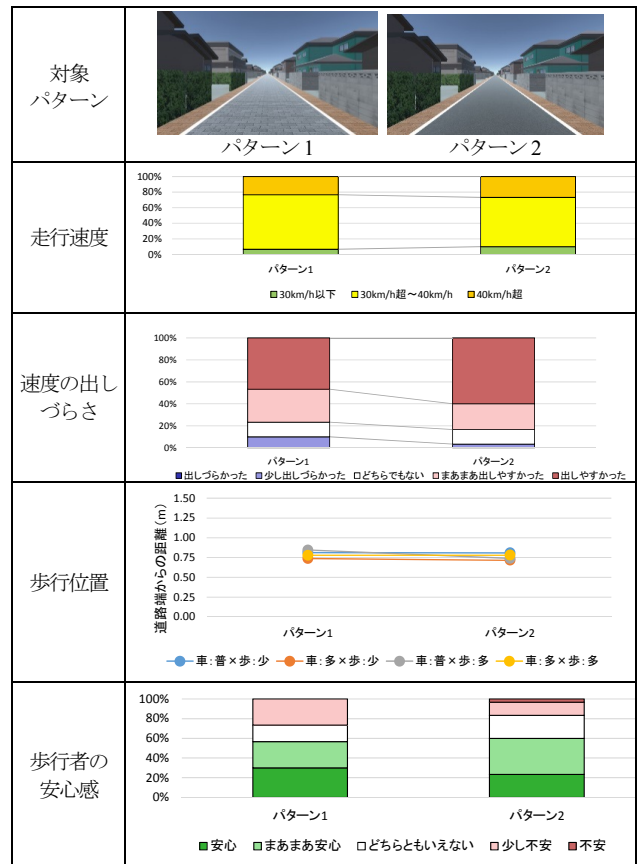 対象
パターン
パターン 1
パターン 2
走行速度
100%
80%
60%
40%
20%
0%
パターン1
パターン2
30km/h以下
30km/h超～40km/h
40km/h超
速度の出し
づらさ
100%
80%
60%
40%
20%
0%
パターン1
パターン2
出しづらかった
少し出しづらかった
どちらでもない
まあまあ出しやすかった
出しやすかった
歩行位置
道路端からの距離（m）
1.50
1.25
1.00
0.75
0.50
0.25
0.00
パターン1
パターン2
車：普×歩：少
車：多×歩：少
車：普×歩：多
車：多×歩：多
歩行者の
安心感
100%
80%
60%
40%
20%
0%
パターン1
パターン2
安心
まあまあ安心
どちらともいえない
少し不安
不安